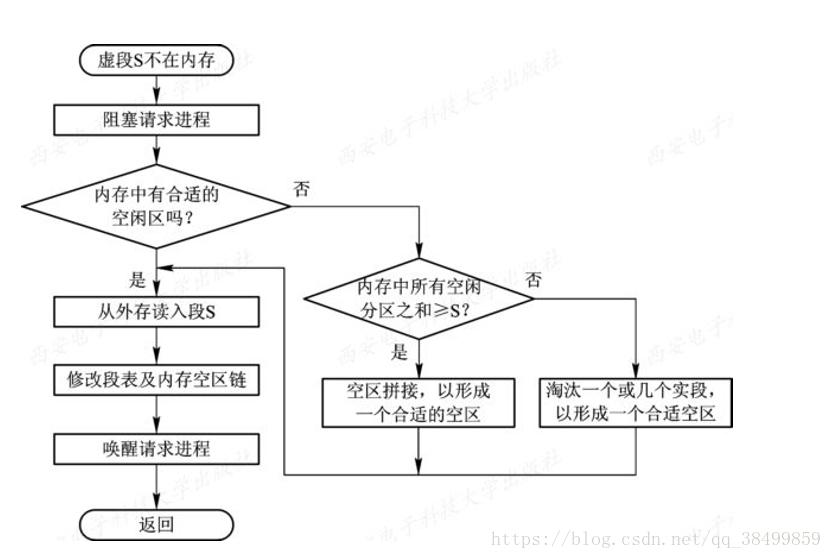 虚段S不在内存
阻塞请求进程
内存中有合适的
空闲区吗？
否
是
内存中所有空闲
分区之和≥S？
否
是
从外存读入段S
修改段表及内存空区链
空区拼接，以形成
一个合适的空区
淘汰一个或几个实段，
以形成一个合适空区
唤醒请求进程
返回
西安电子科技大学出版社
https://blog.csdn.net/qq_38499859